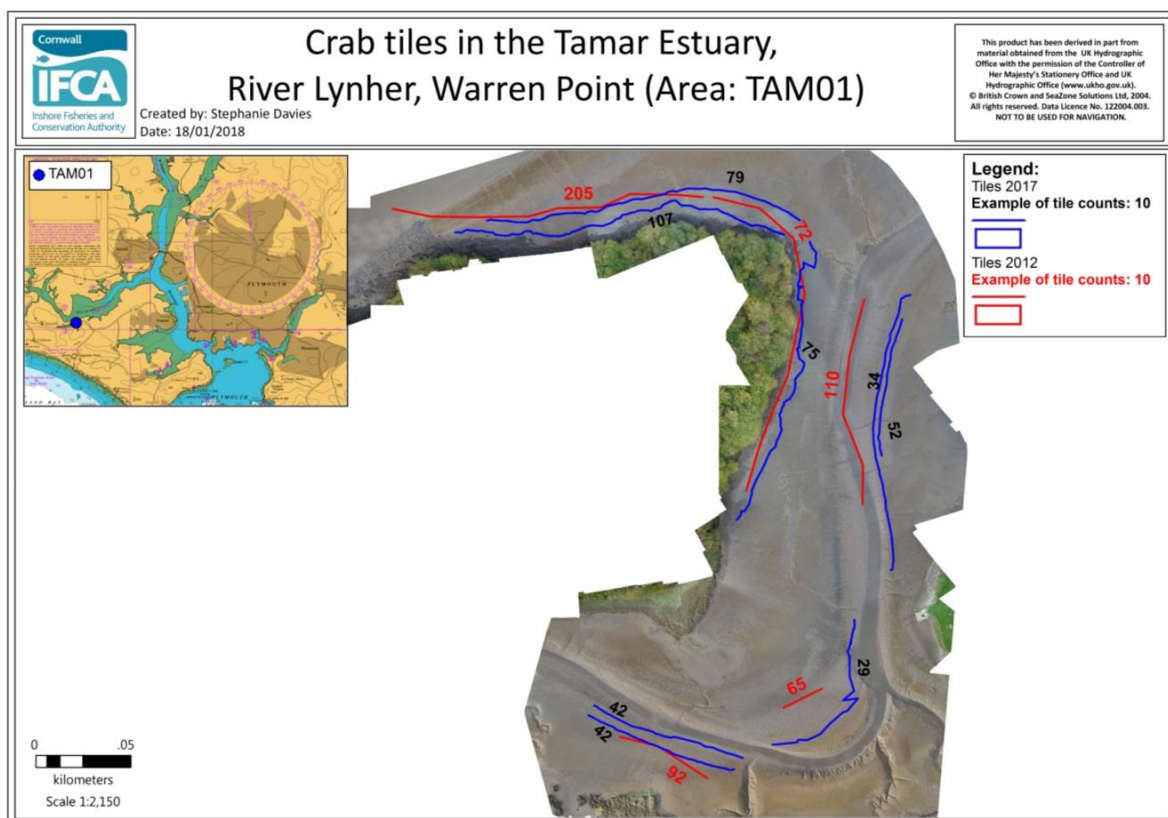 Cornwall
IFCA
Inshore Fisheries and
Conservation Authority
Crab tiles in the Tamar Estuary,
River Lynher, Warren Point (Area: TAM01)
Created by: Stephanie Davies
Date: 18/01/2018
This product has been derived in part from
material obtained from the UK Hydrographic
Office with the permission of the Controller of
Her Majesty's Stationery Office and UK
Hydrographic Office (www.ukho.gov.uk).
© British Crown and SeaZone Solutions Ltd, 2004.
All rights reserved. Data Licence No. 122004.003.
NOT TO BE USED FOR NAVIGATION.
TAM01
PLYMOUTH
PLYMOUTH
Legend:
Tiles 2017
Example of tile counts: 10
Tiles 2012
Example of tile counts: 10
205
79
107
72
75
110
34
52
29
65
42
42
92
0 .05
kilometers
Scale 1:2,150